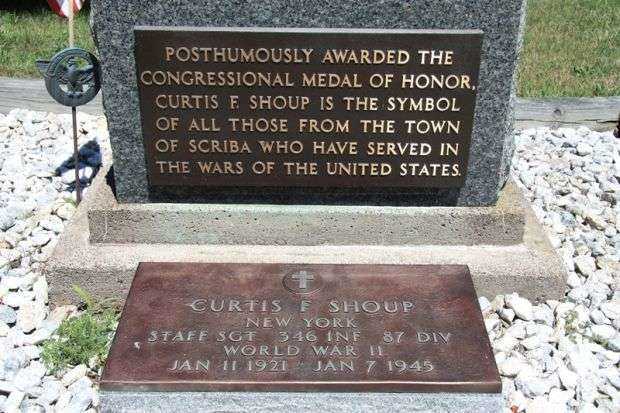 POSTHUMOUSLY AWARDED THE
CONGRESSIONAL MEDAL OF HONOR,
CURTIS F. SHOUP IS THE SYMBOL
OF ALL THOSE FROM THE TOWN
OF SCRIBA WHO HAVE SERVED IN
THE WARS OF THE UNITED STATES.
CURTIS F SHOUP
NEW YORK
STAFF SGT 346 INF 87 DIV
WORLD WAR II
JAN 11 1921 JAN 7 1945